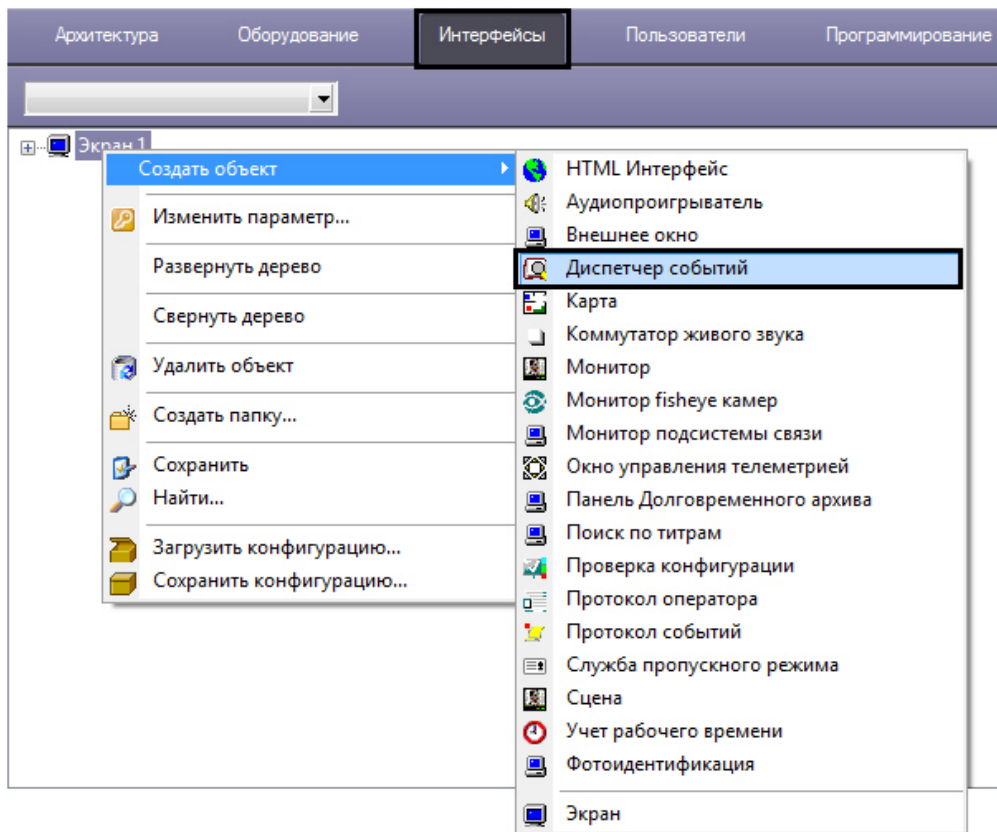 Архитектура Оборудование Интерфейсы Пользователи Программирование
Экран 1
Создать объект
Изменить параметр...
Развернуть дерево
Свернуть дерево
Удалить объект
Создать папку...
Сохранить
Найти...
Загрузить конфигурацию...
Сохранить конфигурацию...
HTML Интерфейс
Аудиопроигрыватель
Внешнее окно
Диспетчер событий
Карта
Коммутатор живого звука
Монитор
Монитор fisheye камер
Монитор подсистемы связи
Окно управления телеметрией
Панель Долговременного архива
Поиск по титрам
Проверка конфигурации
Протокол оператора
Протокол событий
Служба пропускного режима
Сцена
Учет рабочего времени
Фотоидентификация
Экран